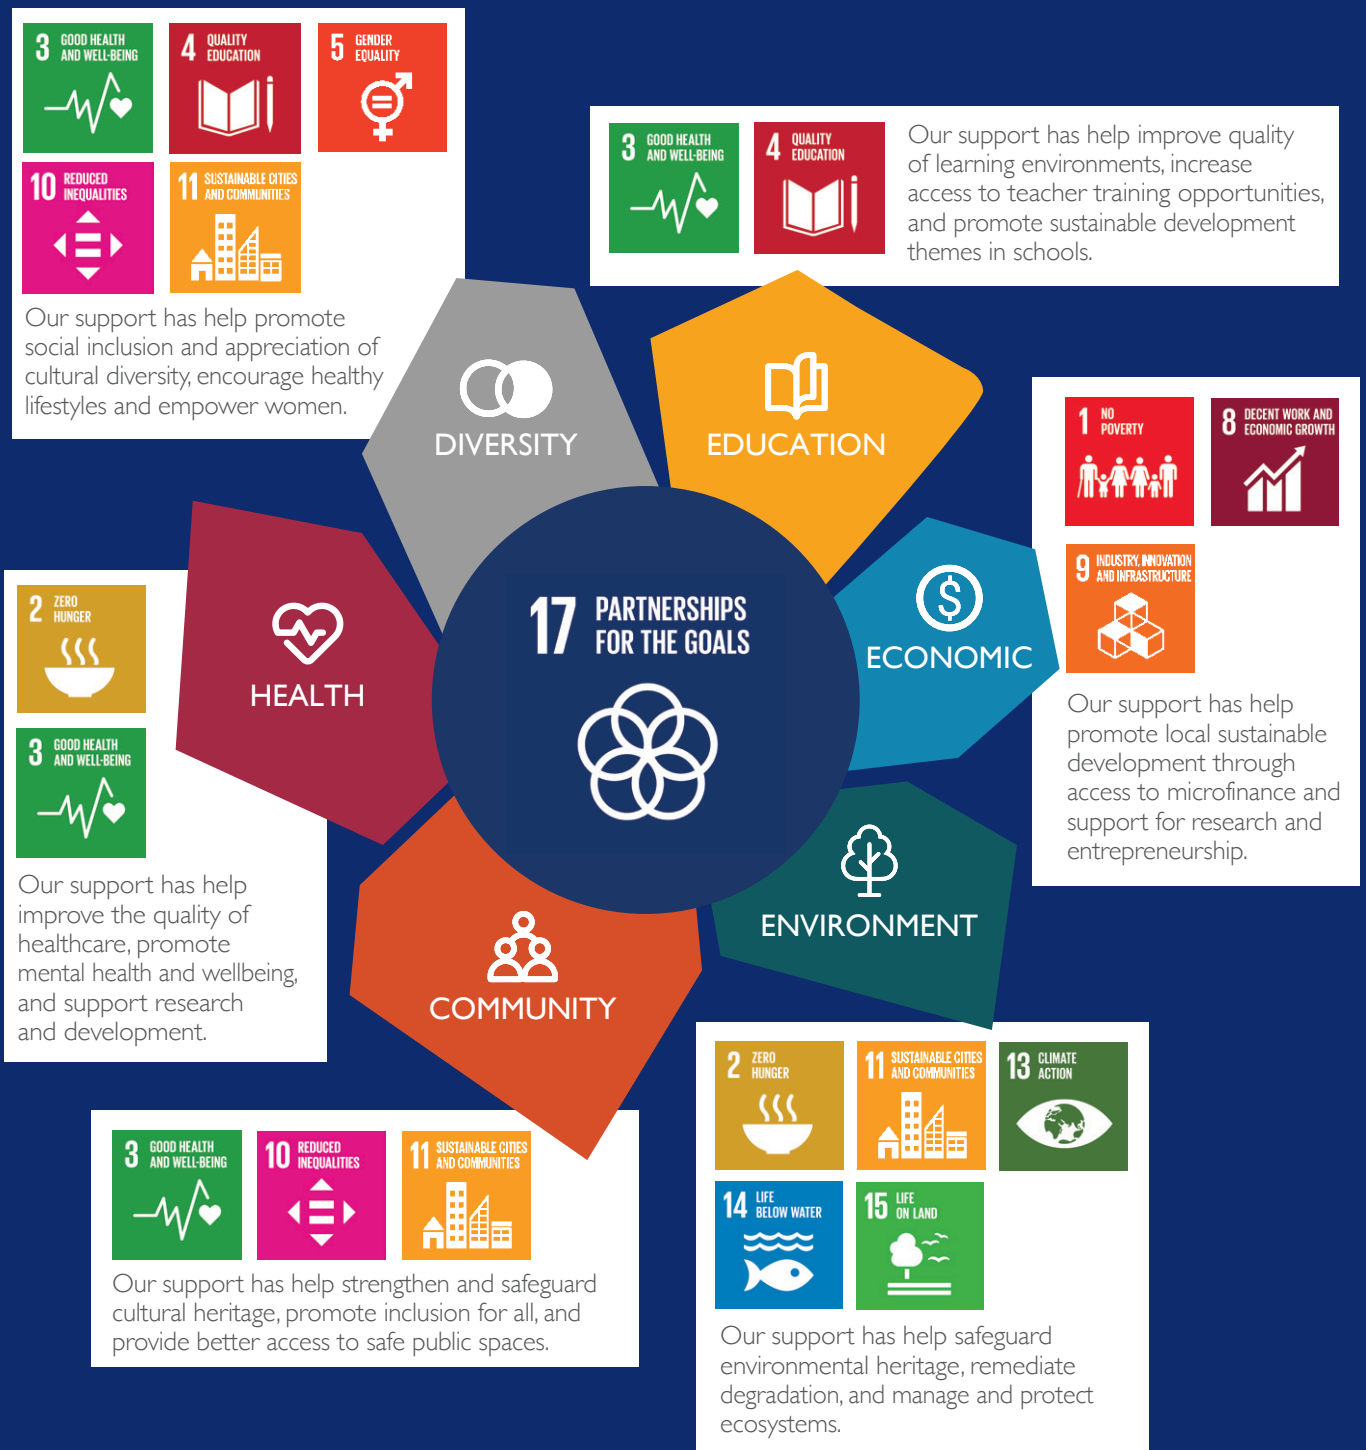 3 GOOD HEALTH
AND WELL-BEING
4 QUALITY
EDUCATION
5 GENDER
EQUALITY
10 REDUCED
INEQUALITIES
11 SUSTAINABLE CITIES
AND COMMUNITIES
Our support has help promote
social inclusion and appreciation of
cultural diversity, encourage healthy
lifestyles and empower women.
3 GOOD HEALTH
AND WELL-BEING
4 QUALITY
EDUCATION
Our support has help improve quality
of learning environments, increase
access to teacher training opportunities,
and promote sustainable development
themes in schools.
DIVERSITY
EDUCATION
1 NO
POVERTY
8 DECENT WORK AND
ECONOMIC GROWTH
9 INDUSTRY, INNOVATION
AND INFRASTRUCTURE
Our support has help
promote local sustainable
development through
access to microfinance and
support for research and
entrepreneurship.
ECONOMIC
17 PARTNERSHIPS
FOR THE GOALS
HEALTH
2 ZERO
HUNGER
3 GOOD HEALTH
AND WELL-BEING
Our support has help
improve the quality of
healthcare, promote
mental health and wellbeing,
and support research
and development.
COMMUNITY
ENVIRONMENT
3 GOOD HEALTH
AND WELL-BEING
10 REDUCED
INEQUALITIES
11 SUSTAINABLE CITIES
AND COMMUNITIES
Our support has help strengthen and safeguard
cultural heritage, promote inclusion for all, and
provide better access to safe public spaces.
2 ZERO
HUNGER
11 SUSTAINABLE CITIES
AND COMMUNITIES
13 CLIMATE
ACTION
14 LIFE
BELOW WATER
15 LIFE
ON LAND
Our support has help safeguard
environmental heritage, remediate
degradation, and manage and protect
ecosystems.